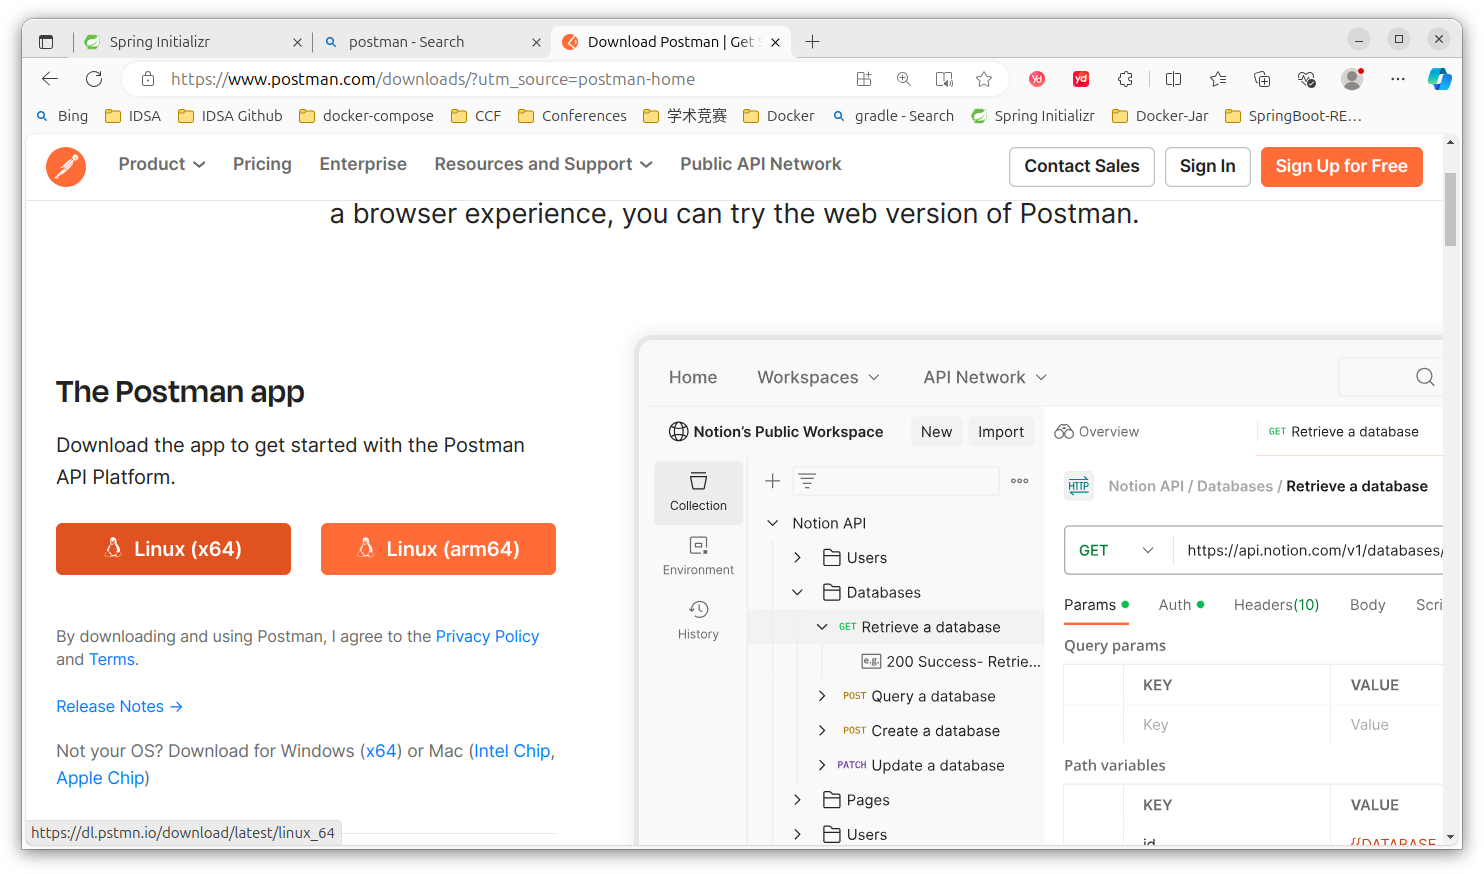 Spring Initializr
postman - Search
Download Postman | Get S
https://www.postman.com/downloads/?utm_source=postman-home
Bing
IDSA
IDSA Github
docker-compose
CCF
Conferences
学术竞赛
Docker
gradle - Search
Spring Initializr
Docker-Jar
SpringBoot-RE...
Product
Pricing
Enterprise
Resources and Support
Public API Network
Contact Sales
Sign In
Sign Up for Free
a browser experience, you can try the web version of Postman.
The Postman app
Download the app to get started with the Postman
API Platform.
Linux (x64)
Linux (arm64)
By downloading and using Postman, I agree to the Privacy Policy
and Terms.
Release Notes →
Not your OS? Download for Windows (x64) or Mac (Intel Chip,
Apple Chip)
https://dl.pstmn.io/download/latest/linux_64
Home
Workspaces
API Network
Notion's Public Workspace
New
Import
Overview
GET Retrieve a database
Collection
Environment
History
Notion API
Users
Databases
GET Retrieve a database
e.g. 200 Success- Retrie...
POST Query a database
POST Create a database
PATCH Update a database
Pages
Users
HTTP
Notion API / Databases / Retrieve a database
GET
https://api.notion.com/v1/databases/
Params
Auth
Headers(10)
Body
Scri
Query params
KEY
VALUE
Key
Value
Path variables
KEY
VALUE
id
{{DATABASE
yd
yd